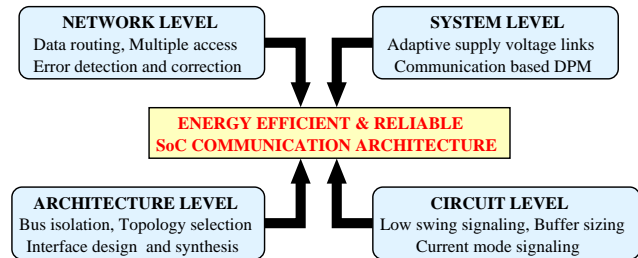 NETWORK LEVEL
Data routing, Multiple access
Error detection and correction
SYSTEM LEVEL
Adaptive supply voltage links
Communication based DPM
ENERGY EFFICIENT & RELIABLE
SoC COMMUNICATION ARCHITECTURE
ARCHITECTURE LEVEL
Bus isolation, Topology selection
Interface design and synthesis
CIRCUIT LEVEL
Low swing signaling, Buffer sizing
Current mode signaling